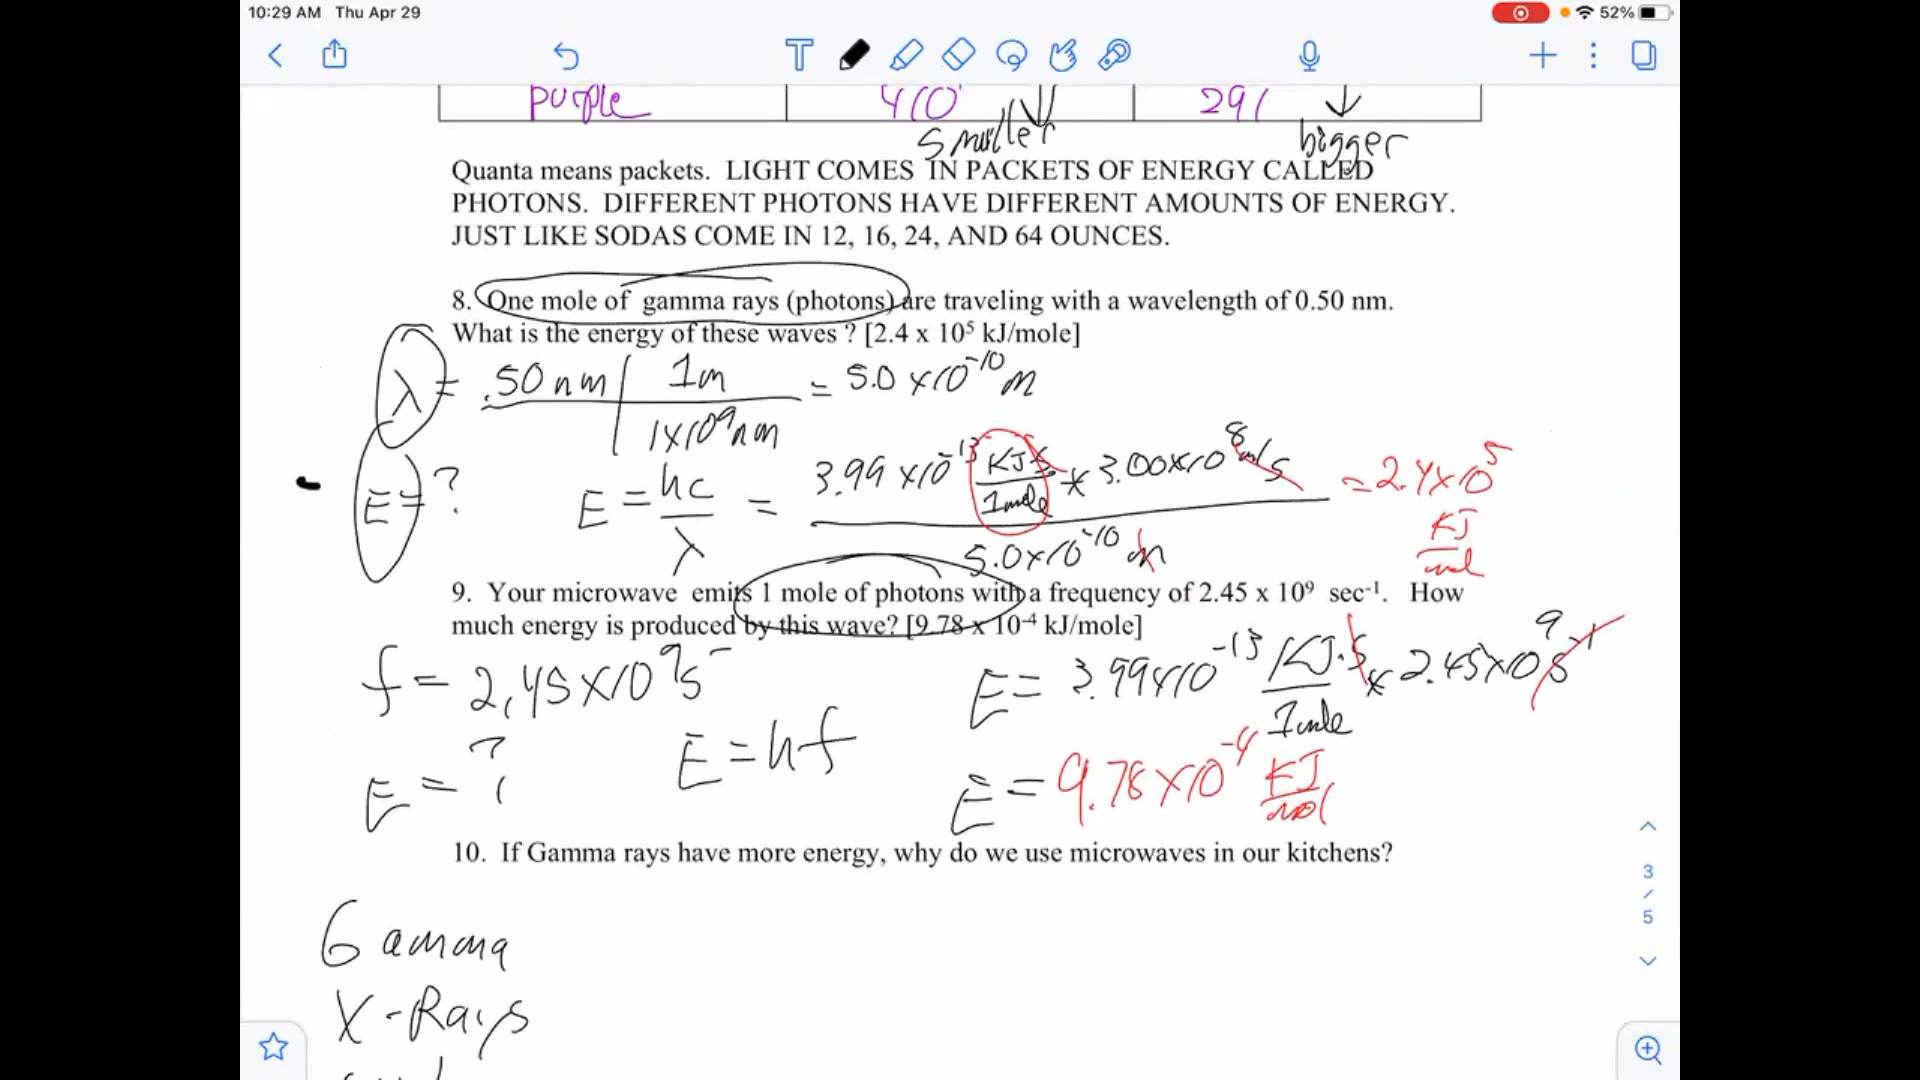 10:29 AM Thu Apr 29
52%
purple 410 291
smaller bigger
Quanta means packets. LIGHT COMES IN PACKETS OF ENERGY CALLED
PHOTONS. DIFFERENT PHOTONS HAVE DIFFERENT AMOUNTS OF ENERGY.
JUST LIKE SODAS COME IN 12, 16, 24, AND 64 OUNCES.
8. One mole of gamma rays (photons) are traveling with a wavelength of 0.50 nm.
What is the energy of these waves ? [2.4 x 10⁵ kJ/mole]
λ = .50 nm | 1m = 5.0 x10⁻¹⁰ m
1x10⁹ nm
E = ? E = hc = 3.99 x10⁻¹³ KJ·s * 3.00x10⁸ m/s = 2.4x10⁵
1mole
λ 5.0x10⁻¹⁰ m KJ
mol
9. Your microwave emits 1 mole of photons with a frequency of 2.45 x 10⁹ sec⁻¹. How
much energy is produced by this wave? [9.78 x 10⁻⁴ kJ/mole]
f = 2.45x10⁹ s⁻ E = 3.99x10⁻¹³ KJ·s * 2.45x10⁹ s⁻¹
1mole
E = ? E = hf E = 9.78x10⁻⁴ KJ
mol
10. If Gamma rays have more energy, why do we use microwaves in our kitchens?
3
/
5
Gamma
X-Rays